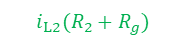 i_{L2}(R_2 + R_g)